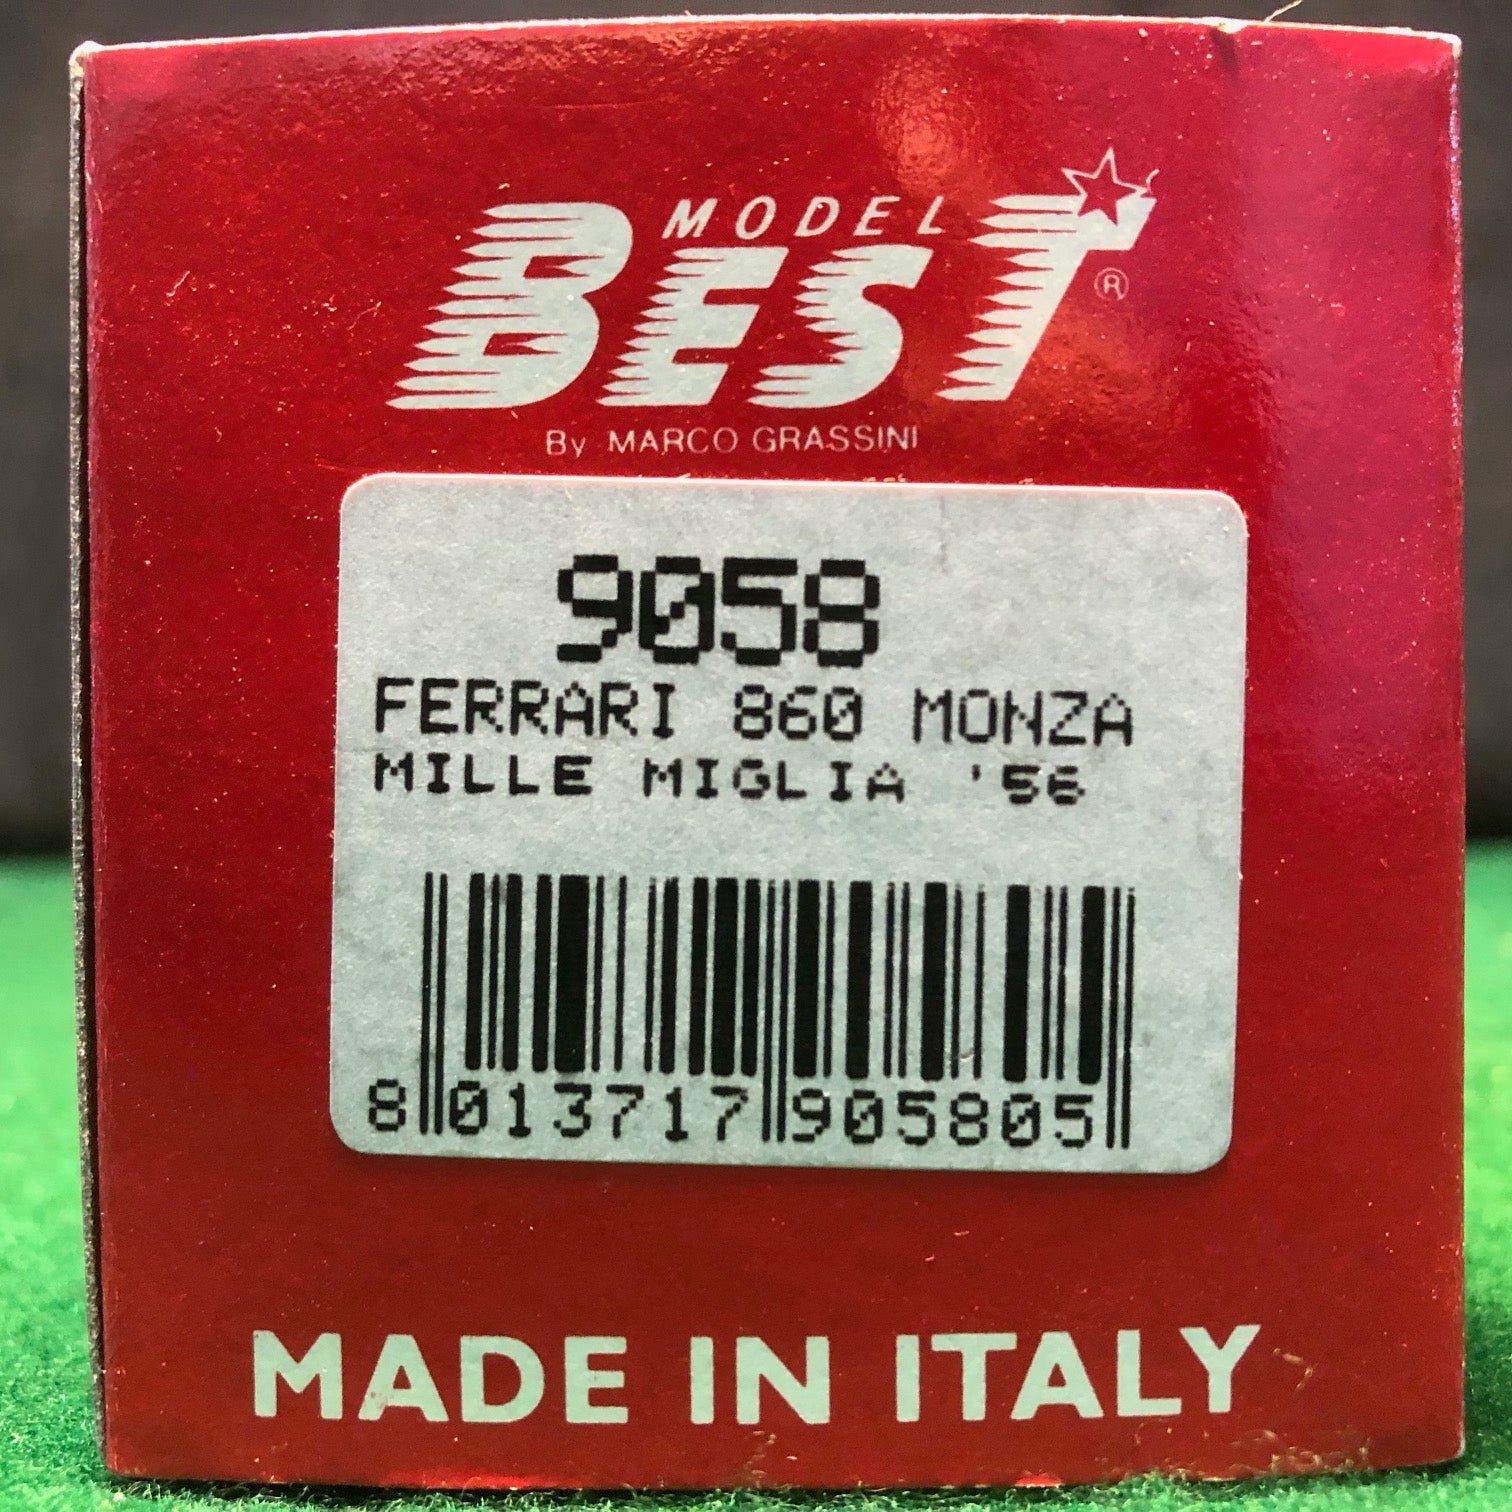 MODEL
BEST ®
By MARCO GRASSINI
9058
FERRARI 860 MONZA
MILLE MIGLIA '56
8 013717 905805
MADE IN ITALY